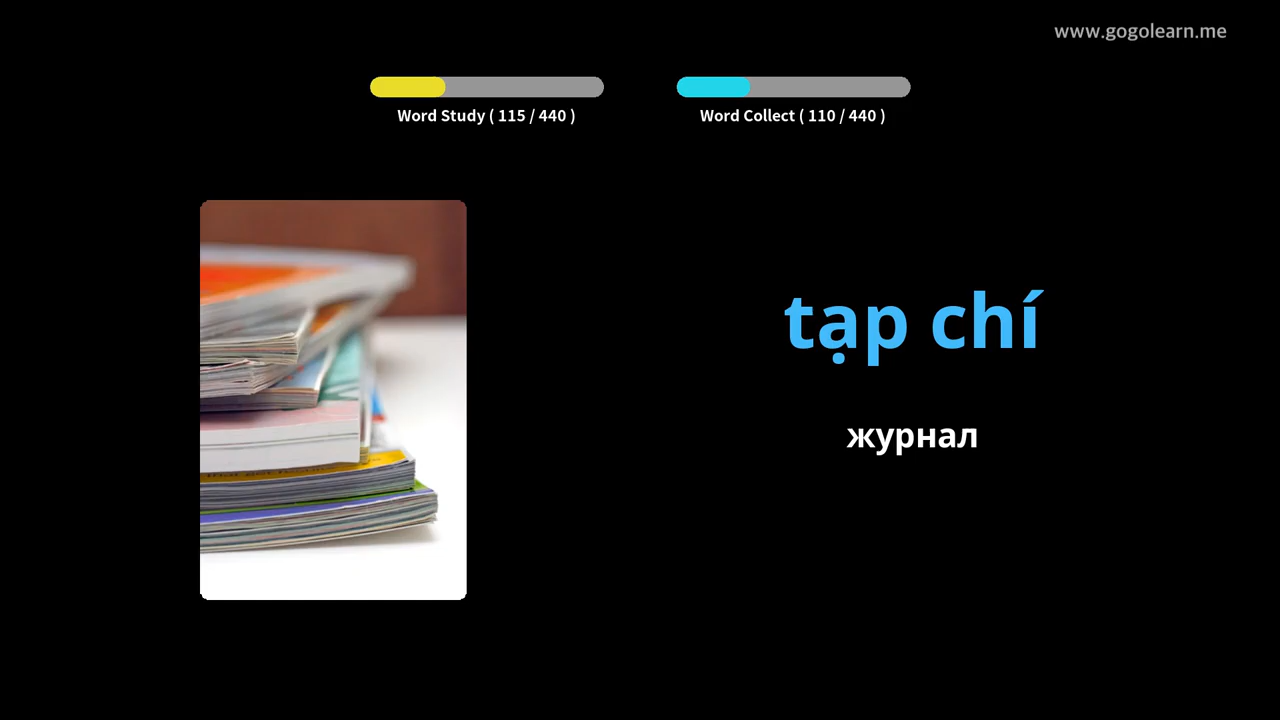 www.gogolearn.me
Word Study ( 115 / 440 )
Word Collect ( 110 / 440 )
tạp chí
журнал